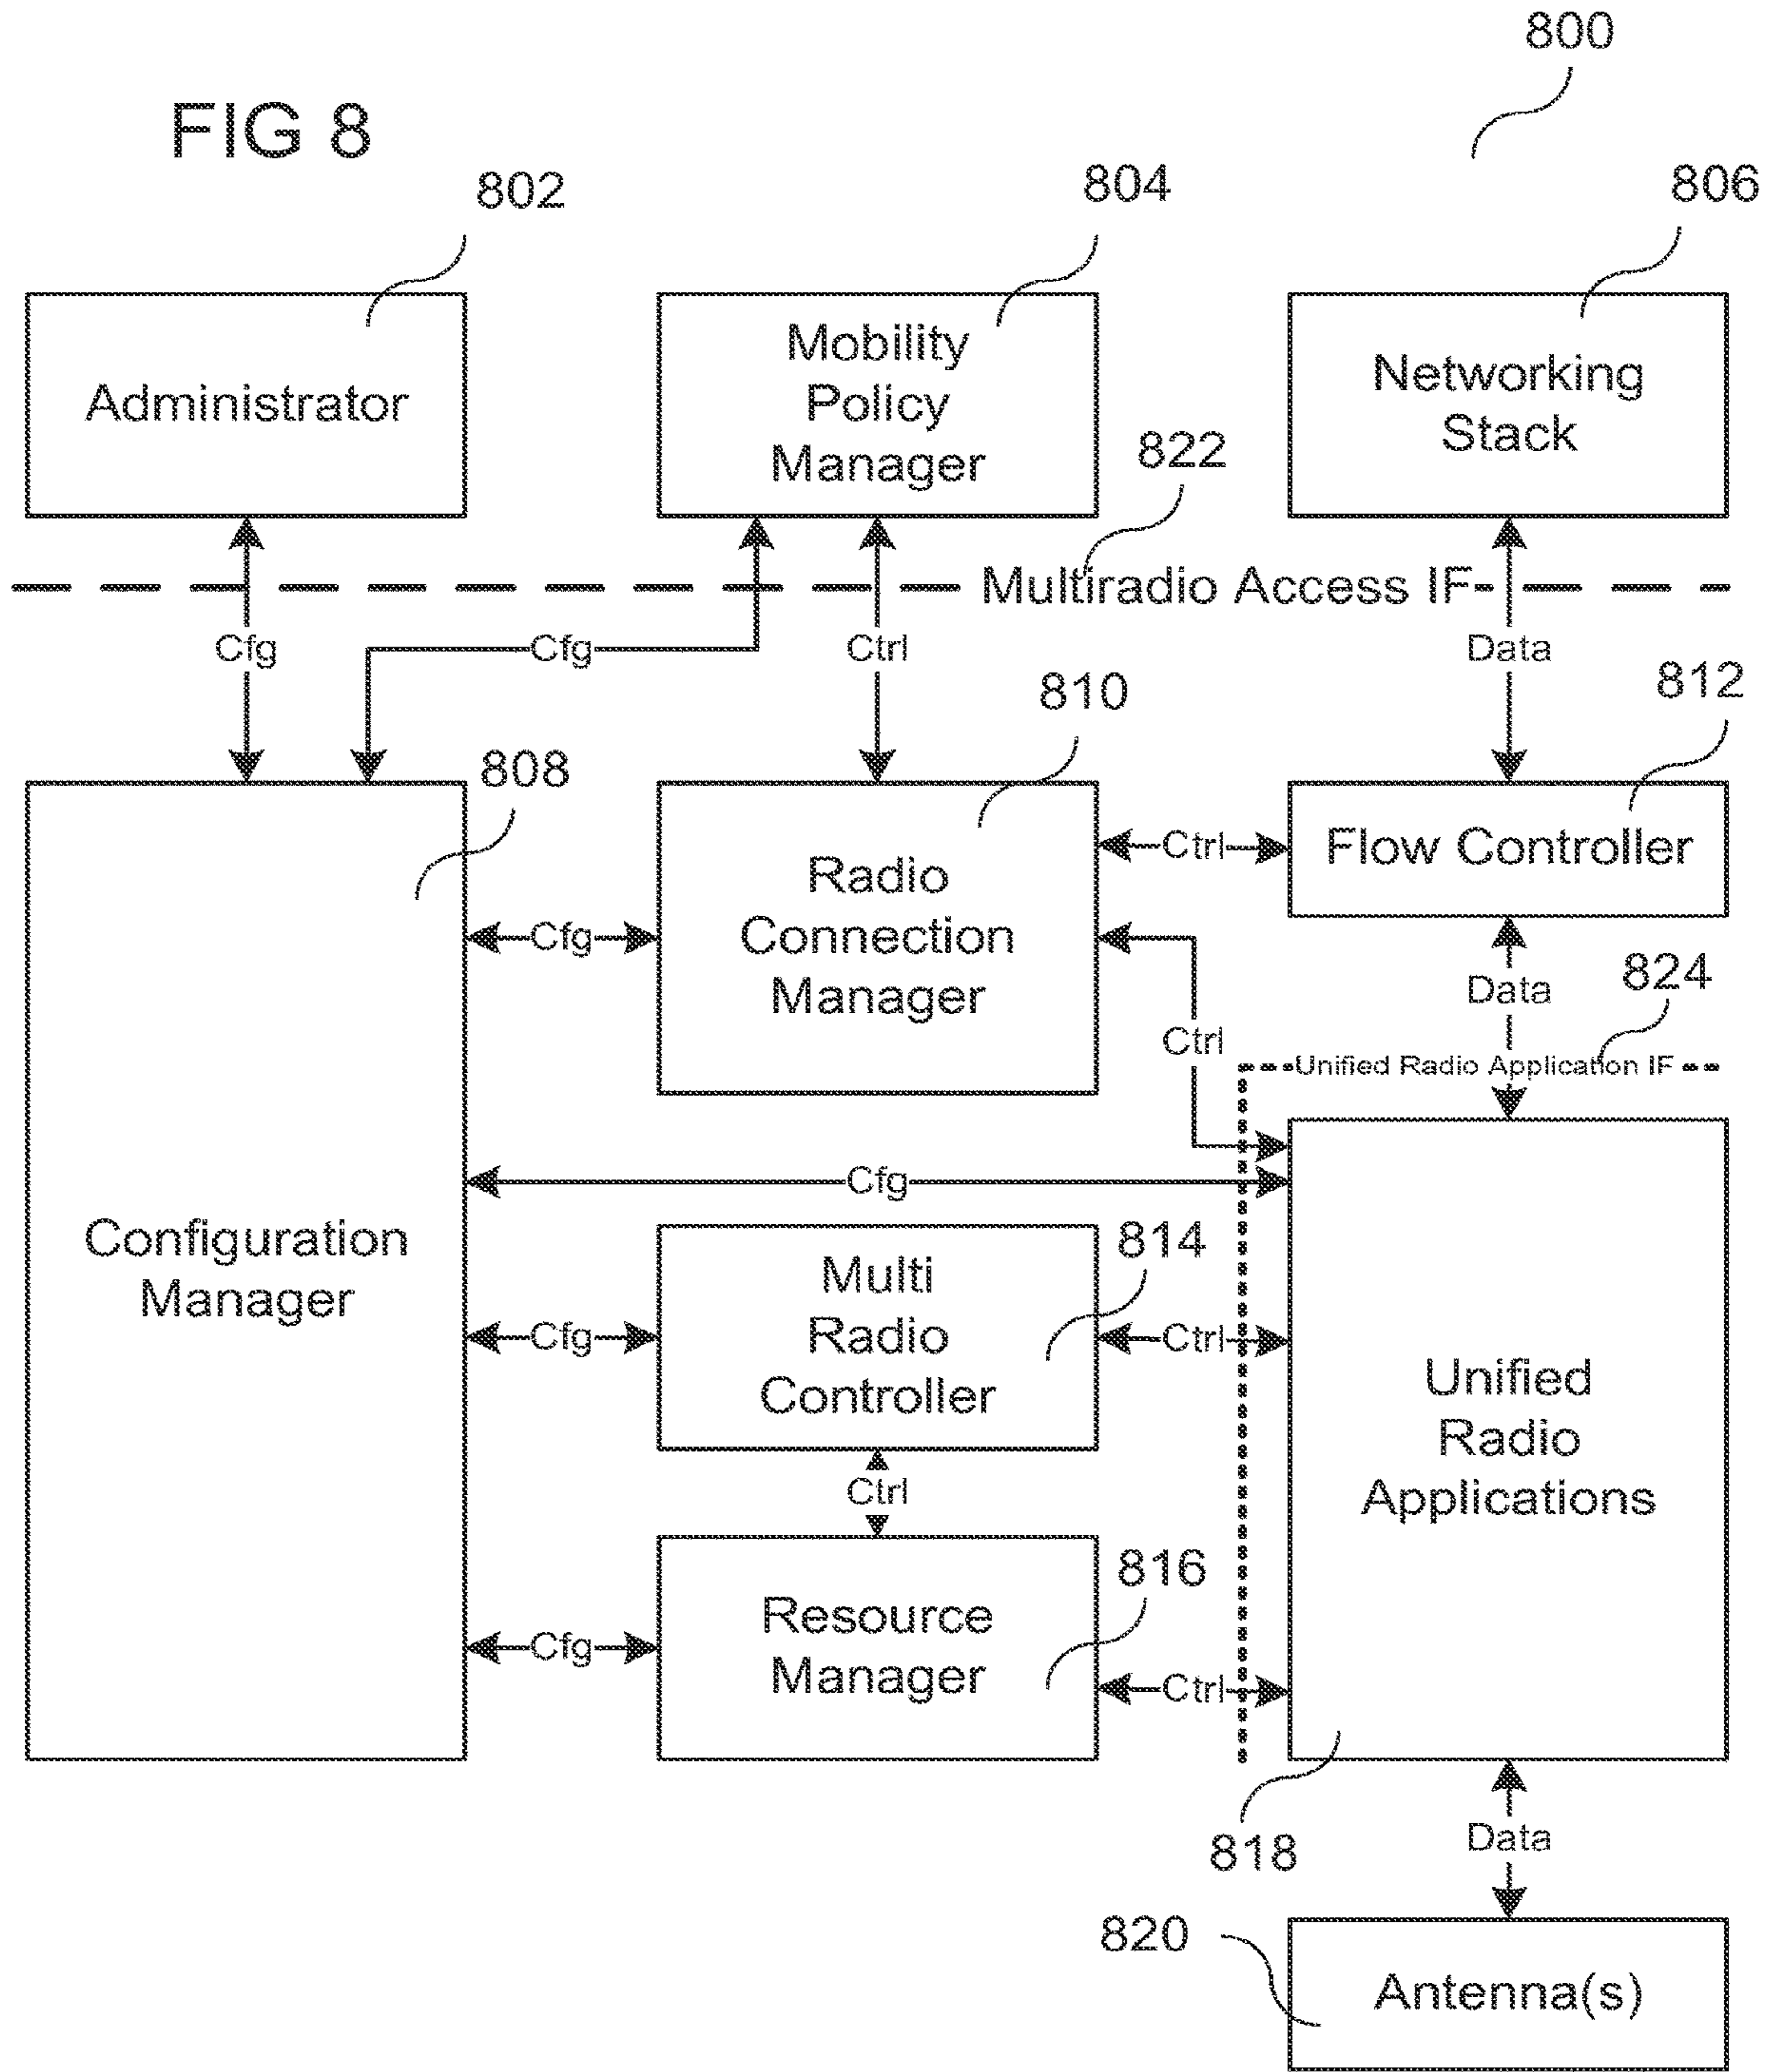 800
FIG 8
802
804
806
Administrator
Mobility
Policy
Manager
Networking
Stack
822
Multiradio Access IF
Cfg
Cfg
Ctrl
Data
808
810
812
Radio
Connection
Manager
Ctrl
Flow Controller
Cfg
Ctrl
Data
824
Unified Radio Application IF
Cfg
Configuration
Manager
Multi
Radio
Controller
814
Cfg
Ctrl
Unified
Radio
Applications
Ctrl
Resource
Manager
816
Cfg
Ctrl
818
Data
820
Antenna(s)